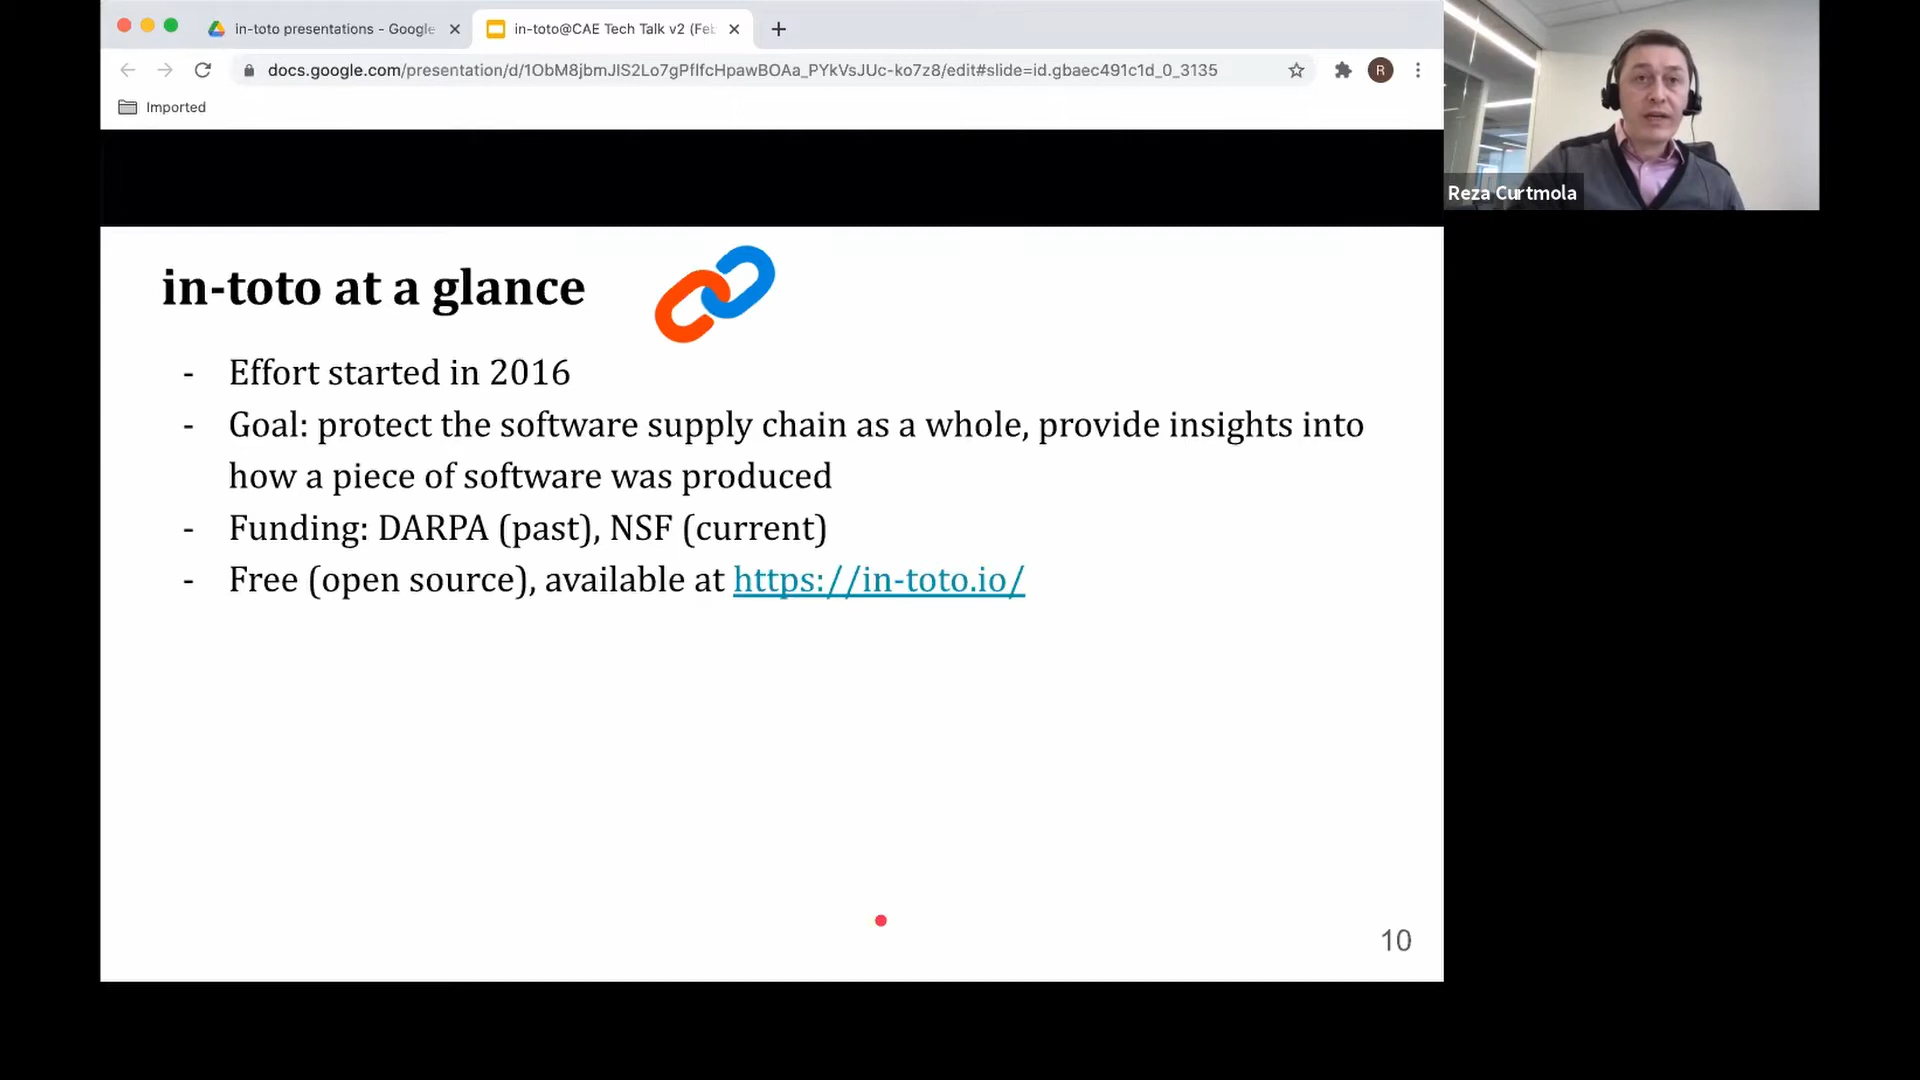 in-toto presentations - Google
in-toto@CAE Tech Talk v2 (Feb
docs.google.com/presentation/d/1ObM8jbmJIS2Lo7gPfIfcHpawBOAa_PYkVsJUc-ko7z8/edit#slide=id.gbaec491c1d_0_3135
R
Imported
Reza Curtmola
in-toto at a glance
- Effort started in 2016
- Goal: protect the software supply chain as a whole, provide insights into
how a piece of software was produced
- Funding: DARPA (past), NSF (current)
- Free (open source), available at https://in-toto.io/
10